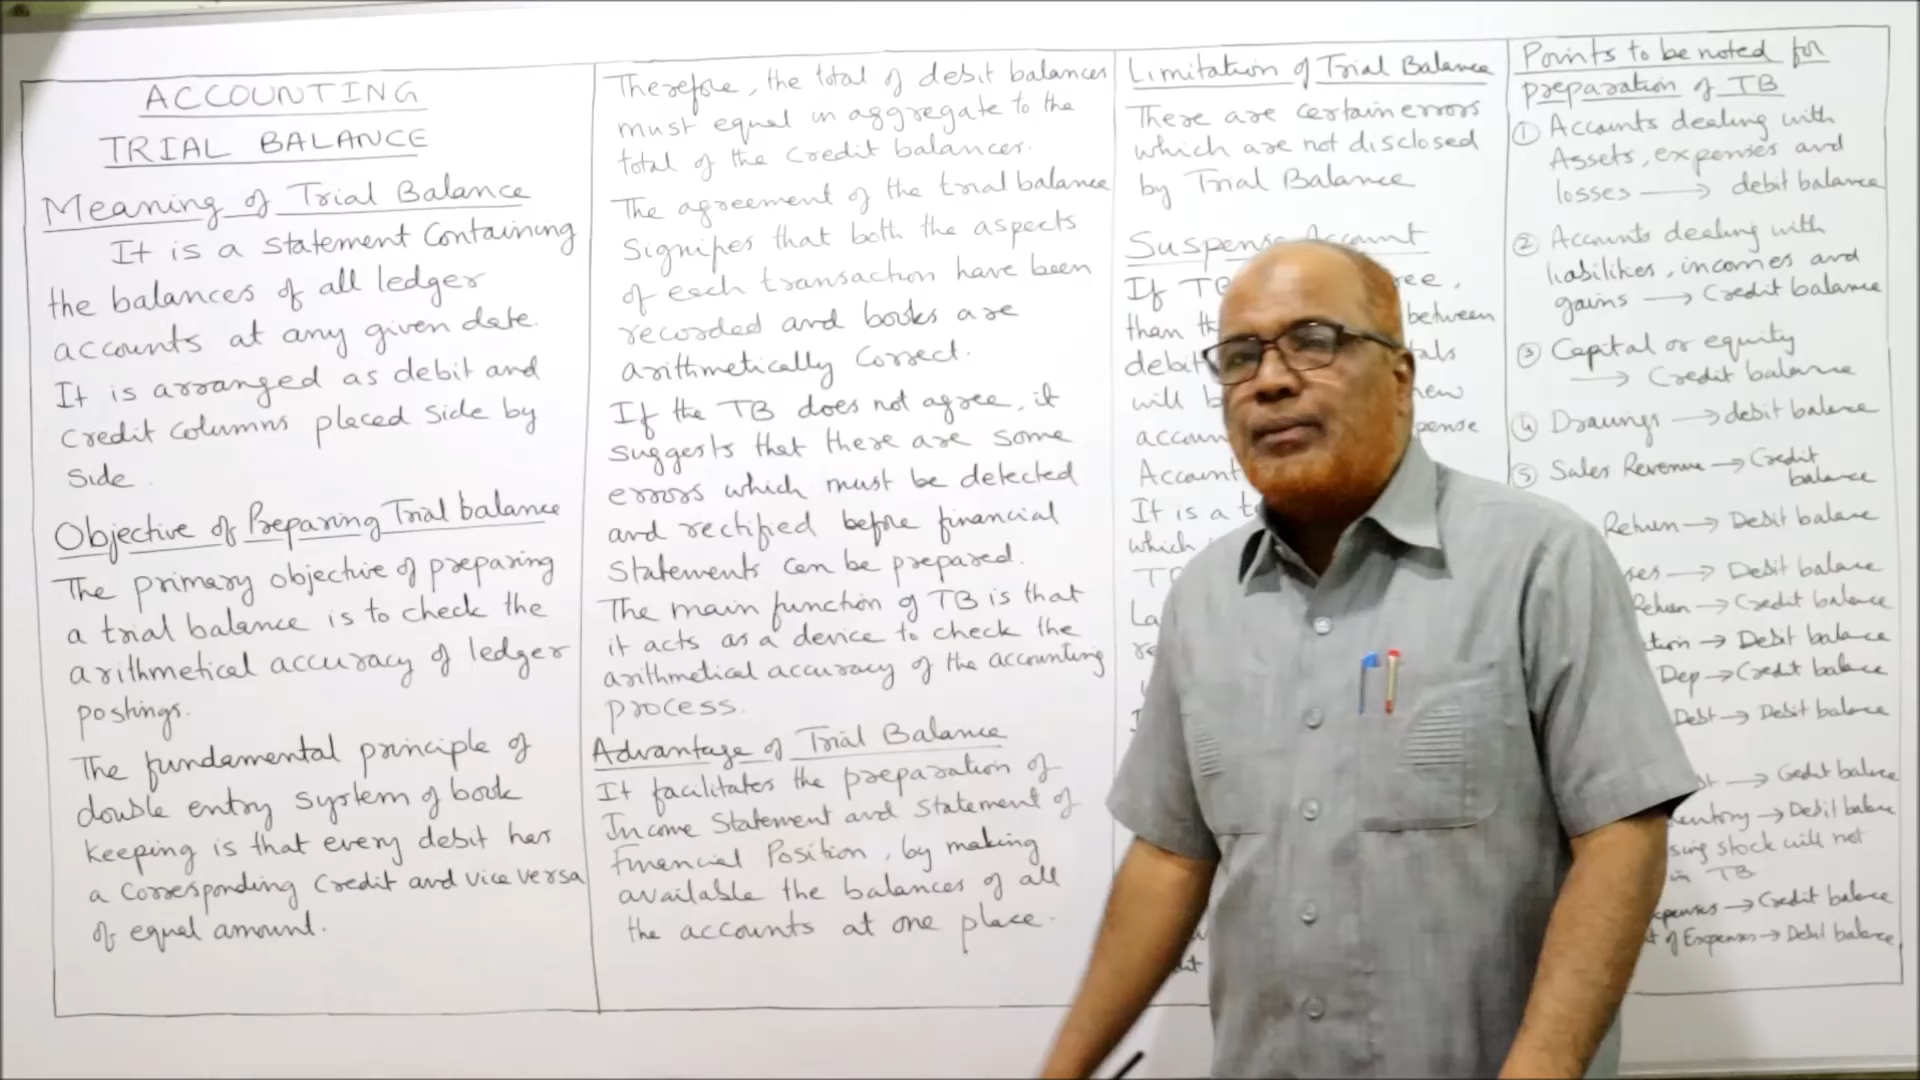 ACCOUNTING
TRIAL BALANCE
Meaning of Trial Balance
It is a statement Containing
the balances of all ledger
accounts at any given date.
It is arranged as debit and
Credit Columns placed Side by
Side.
Objective of Preparing Trial balance
The primary objective of preparing
a trial balance is to check the
arithmetical accuracy of ledger
postings.
The fundamental principle of
double entry system of book
keeping is that every debit has
a Corresponding Credit and vice versa
of equal amount.
Therefore, the total of debit balances
must equal in aggregate to the
total of the Credit balances.
The agreement of the trial balance
Signifies that both the aspects
of each transaction have been
recorded and books are
arithmetically Correct.
If the TB does not agree, it
suggests that there are some
errors which must be detected
and rectified before financial
Statements Can be prepared.
The main function of TB is that
it acts as a device to check the
arithmetical accuracy of the accounting
process.
Advantage of Trial Balance
It facilitates the preparation of
Income Statement and Statement of
Financial Position, by making
available the balances of all
the accounts at one place.
Limitation of Trial Balance
There are certain errors
which are not disclosed
by Trial Balance
Suspense Account
If TB
than between
debit
will new
Account
It is a
which
Points to be noted for
preparation of TB
① Accounts dealing with
Assets, expenses and
losses → debit balance
② Accounts dealing with
liabilities, incomes and
gains → Credit balance
③ Capital or equity
→ Credit balance
④ Drawings → debit balance
⑤ Sales Revenue → Credit
balance
Return → Debit balance
→ Debit balance
Return → Credit balance
→ Debit balance
Dep → Credit balance
Debt → Debit balance
→ Credit balance
→ Debit balance
stock will not
in TB
→ Credit balance
of Expenses → Debit balance